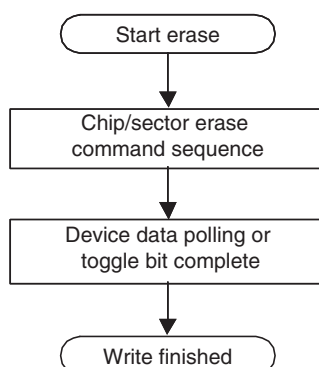 Start erase
Chip/sector erase
command sequence
Device data polling or
toggle bit complete
Write finished